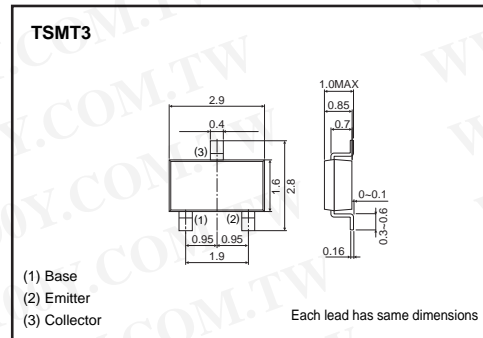 TSMT3
1.0MAX
2.9
0.85
0.4
0.7
(3)
1.6
2.8
0~0.1
(1) (2)
0.3~0.6
0.95 0.95
0.16
1.9
(1) Base
(2) Emitter
(3) Collector
Each lead has same dimensions